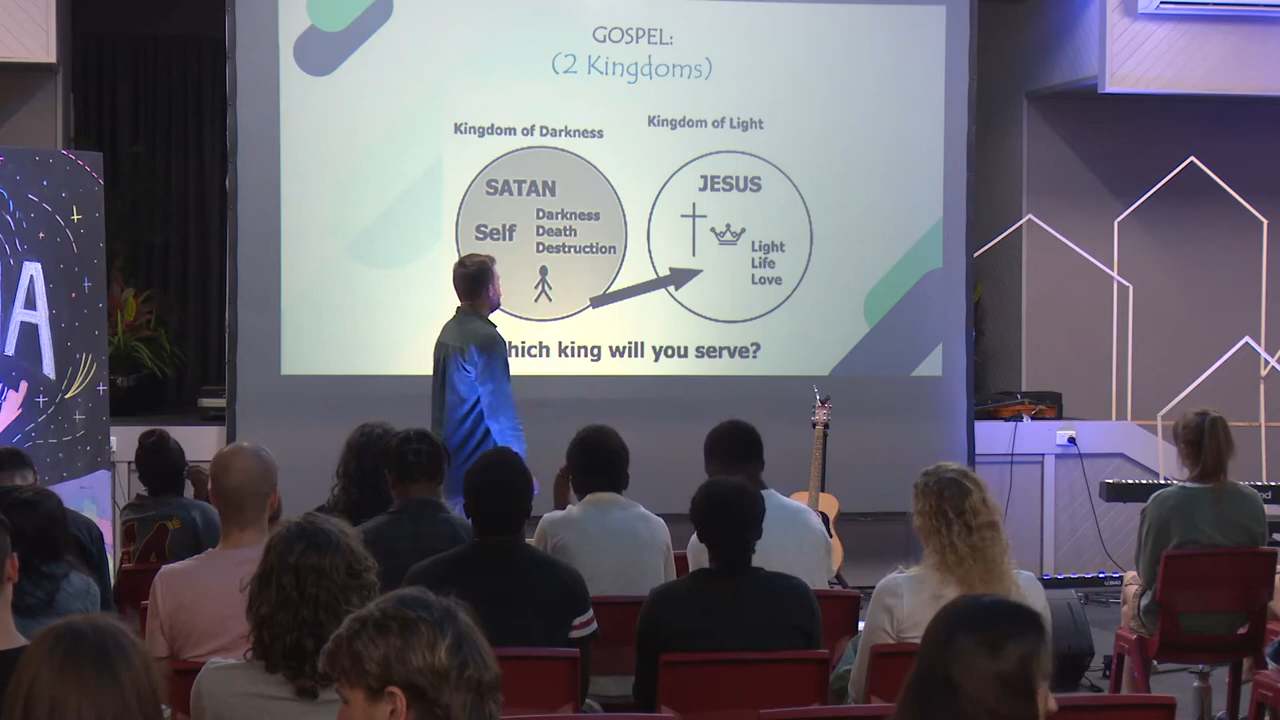 GOSPEL:
(2 Kingdoms)
Kingdom of Darkness
Kingdom of Light
SATAN
Self
Darkness
Death
Destruction
JESUS
Light
Life
Love
hich king will you serve?
A